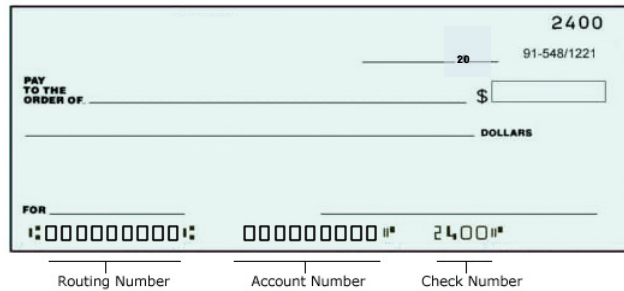 2400
20 91-548/1221
PAY
TO THE
ORDER OF $
DOLLARS
FOR
⑆000000000⑆ 000000000⑈ 2400⑈
Routing Number Account Number Check Number